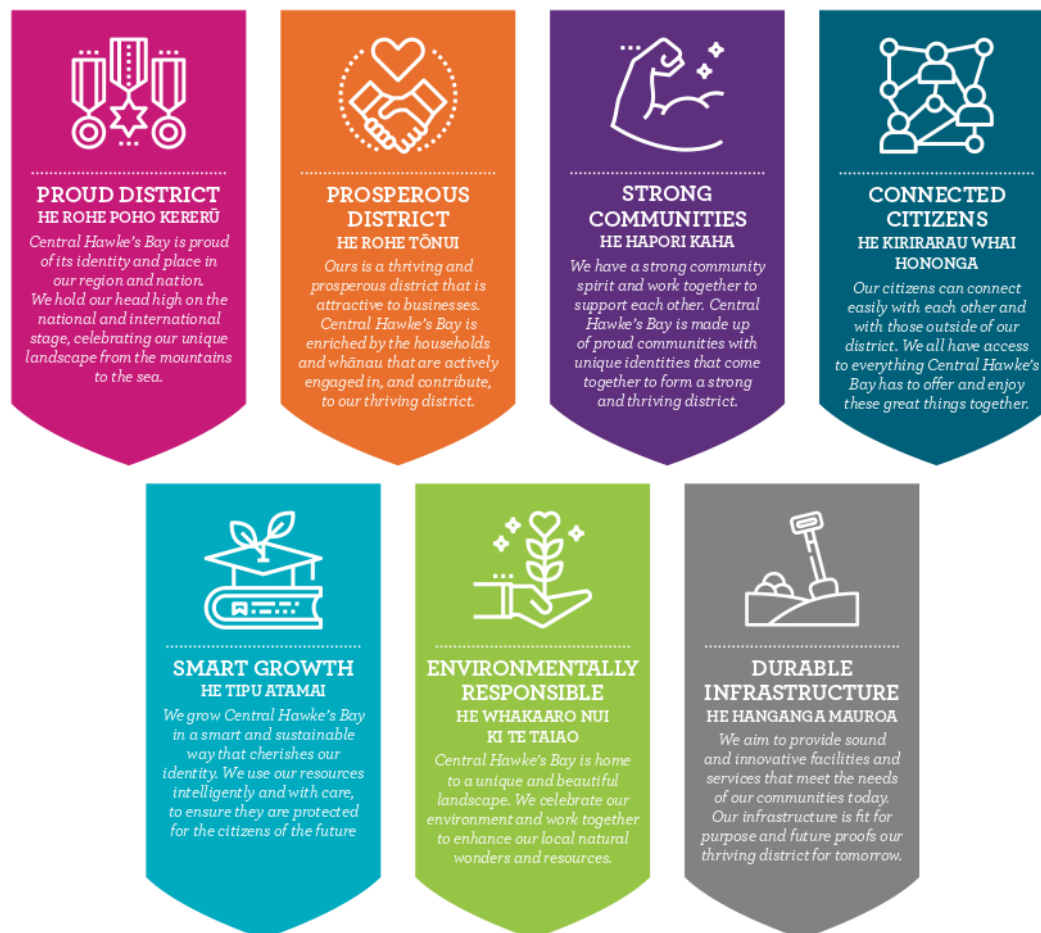 PROUD DISTRICT
HE ROHE POHO KERERŪ
Central Hawke's Bay is proud
of its identity and place in
our region and nation.
We hold our head high on the
national and international
stage, celebrating our unique
landscape from the mountains
to the sea.
PROSPEROUS
DISTRICT
HE ROHE TŌNUI
Ours is a thriving and
prosperous district that is
attractive to businesses.
Central Hawke's Bay is
enriched by the households
and whānau that are actively
engaged in, and contribute,
to our thriving district.
STRONG
COMMUNITIES
HE HAPORI KAHA
We have a strong community
spirit and work together to
support each other. Central
Hawke's Bay is made up
of proud communities with
unique identities that come
together to form a strong
and thriving district.
CONNECTED
CITIZENS
HE KIRIRARAU WHAI
HONONGA
Our citizens can connect
easily with each other and
with those outside of our
district. We all have access
to everything Central Hawke's
Bay has to offer and enjoy
these great things together.
SMART GROWTH
HE TIPU ATAMAI
We grow Central Hawke's Bay
in a smart and sustainable
way that cherishes our
identity. We use our resources
intelligently and with care,
to ensure they are protected
for the citizens of the future
ENVIRONMENTALLY
RESPONSIBLE
HE WHAKAARO NUI
KI TE TAIAO
Central Hawke's Bay is home
to a unique and beautiful
landscape. We celebrate our
environment and work together
to enhance our local natural
wonders and resources.
DURABLE
INFRASTRUCTURE
HE HANGANGA MAUROA
We aim to provide sound
and innovative facilities and
services that meet the needs
of our communities today.
Our infrastructure is fit for
purpose and future proofs our
thriving district for tomorrow.